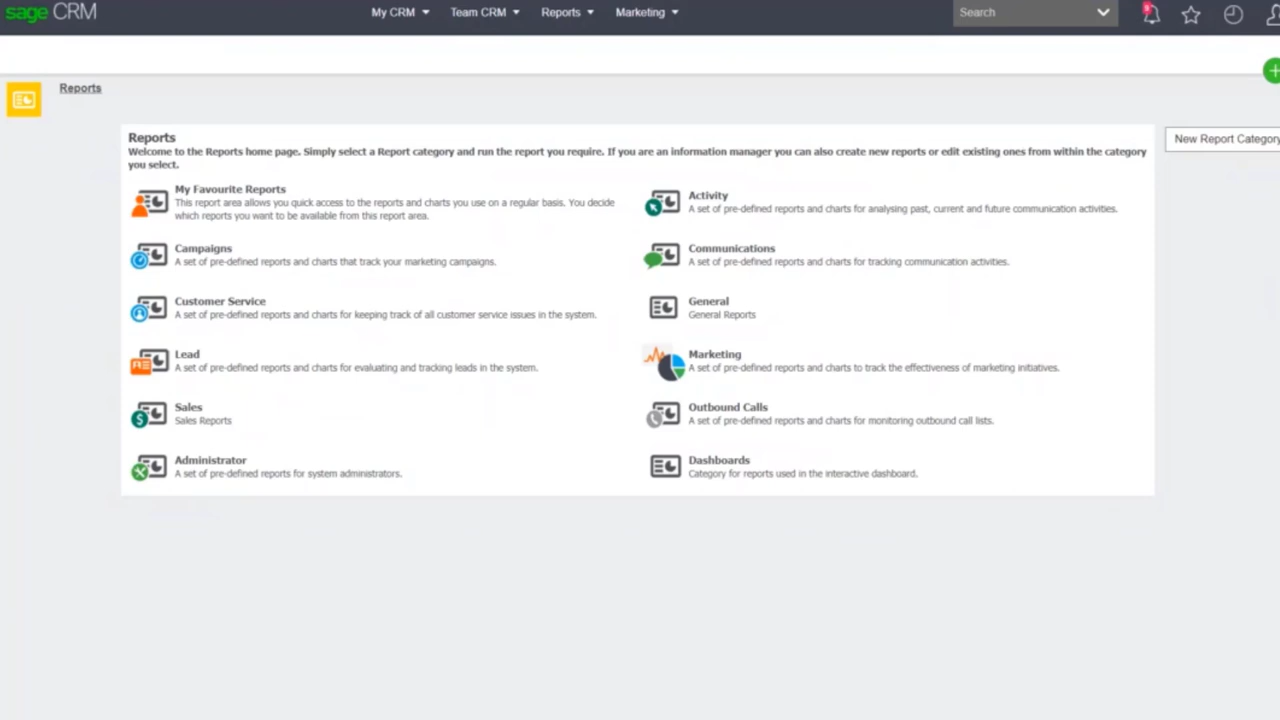 sage CRM
My CRM
Team CRM
Reports
Marketing
Search
Reports
New Report Category
Reports
Welcome to the Reports home page. Simply select a Report category and run the report you require. If you are an information manager you can also create new reports or edit existing ones from within the category
you select.
My Favourite Reports
This report area allows you quick access to the reports and charts you use on a regular basis. You decide
which reports you want to be available from this report area.
Activity
A set of pre-defined reports and charts for analysing past, current and future communication activities.
Campaigns
A set of pre-defined reports and charts that track your marketing campaigns.
Communications
A set of pre-defined reports and charts for tracking communication activities.
Customer Service
A set of pre-defined reports and charts for keeping track of all customer service issues in the system.
General
General Reports
Lead
A set of pre-defined reports and charts for evaluating and tracking leads in the system.
Marketing
A set of pre-defined reports and charts to track the effectiveness of marketing initiatives.
Sales
Sales Reports
Outbound Calls
A set of pre-defined reports and charts for monitoring outbound call lists.
Administrator
A set of pre-defined reports for system administrators.
Dashboards
Category for reports used in the interactive dashboard.